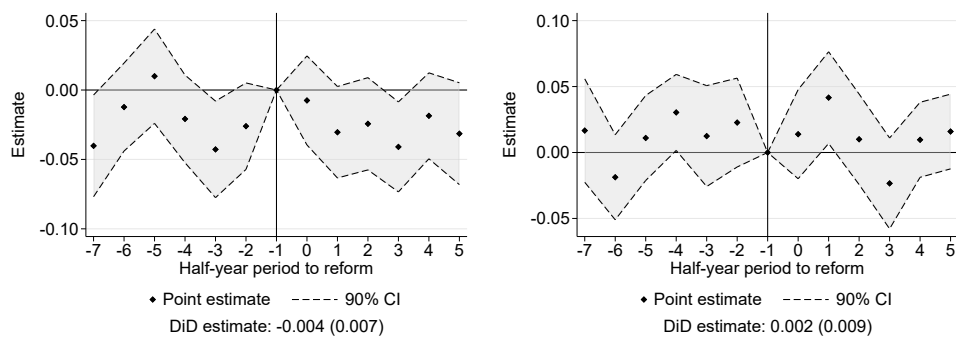 0.05
0.00
-0.05
-0.10
Estimate
-7 -6 -5 -4 -3 -2 -1 0 1 2 3 4 5
Half-year period to reform
Point estimate 90% CI
DiD estimate: -0.004 (0.007)
0.10
0.05
0.00
-0.05
Estimate
-7 -6 -5 -4 -3 -2 -1 0 1 2 3 4 5
Half-year period to reform
Point estimate 90% CI
DiD estimate: 0.002 (0.009)